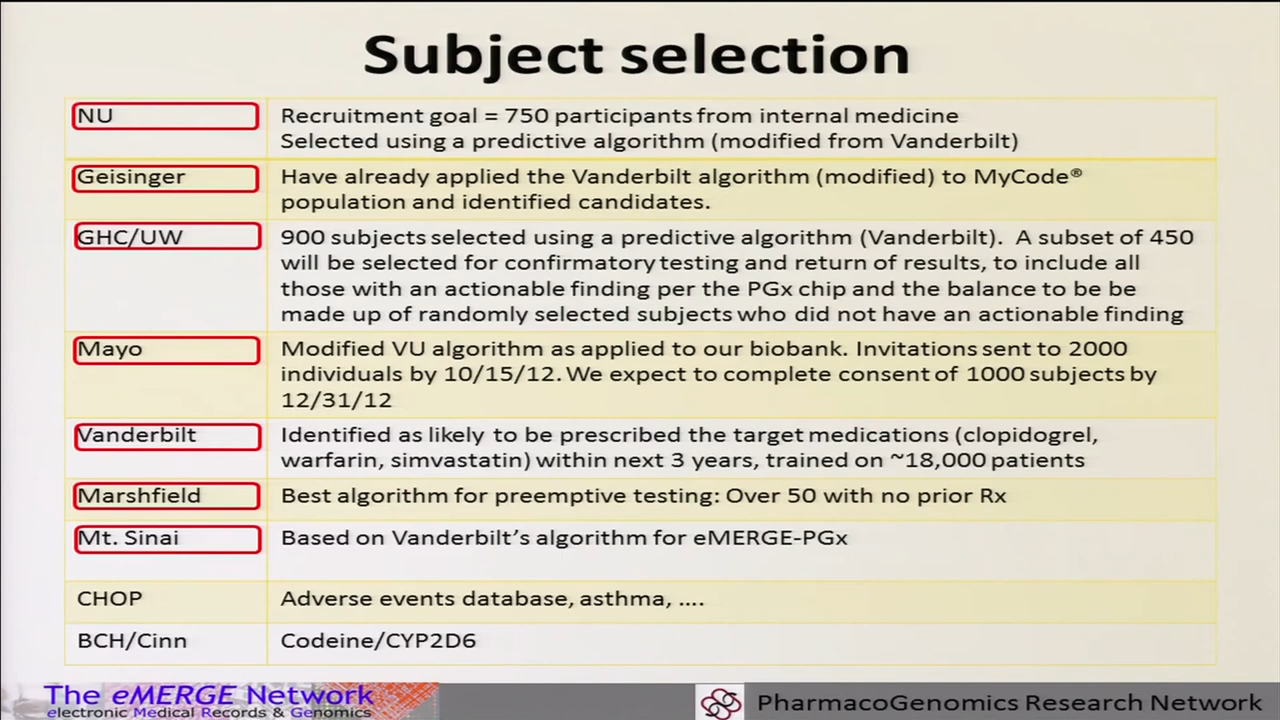 Subject selection
NU
Recruitment goal = 750 participants from internal medicine
Selected using a predictive algorithm (modified from Vanderbilt)
Geisinger
Have already applied the Vanderbilt algorithm (modified) to MyCode®
population and identified candidates.
GHC/UW
900 subjects selected using a predictive algorithm (Vanderbilt). A subset of 450
will be selected for confirmatory testing and return of results, to include all
those with an actionable finding per the PGx chip and the balance to be be
made up of randomly selected subjects who did not have an actionable finding
Mayo
Modified VU algorithm as applied to our biobank. Invitations sent to 2000
individuals by 10/15/12. We expect to complete consent of 1000 subjects by
12/31/12
Vanderbilt
Identified as likely to be prescribed the target medications (clopidogrel,
warfarin, simvastatin) within next 3 years, trained on ~18,000 patients
Marshfield
Best algorithm for preemptive testing: Over 50 with no prior Rx
Mt. Sinai
Based on Vanderbilt's algorithm for eMERGE-PGx
CHOP
Adverse events database, asthma, ....
BCH/Cinn
Codeine/CYP2D6
The eMERGE Network
electronic Medical Records & Genomics
PharmacoGenomics Research Network